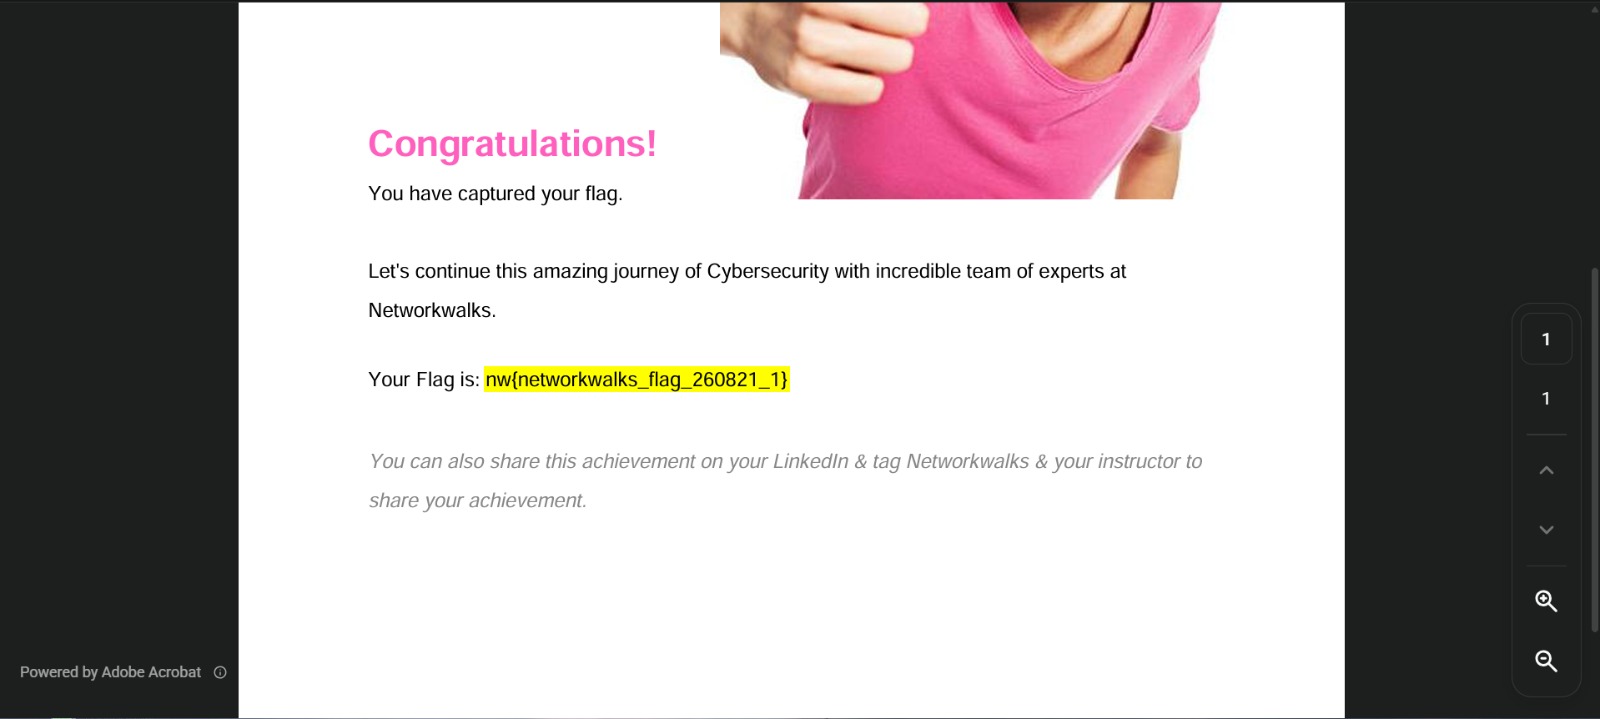 Congratulations!
You have captured your flag.
Let's continue this amazing journey of Cybersecurity with incredible team of experts at
Networkwalks.
Your Flag is: nw{networkwalks_flag_260821_1}
You can also share this achievement on your LinkedIn & tag Networkwalks & your instructor to
share your achievement.
1
1
Powered by Adobe Acrobat